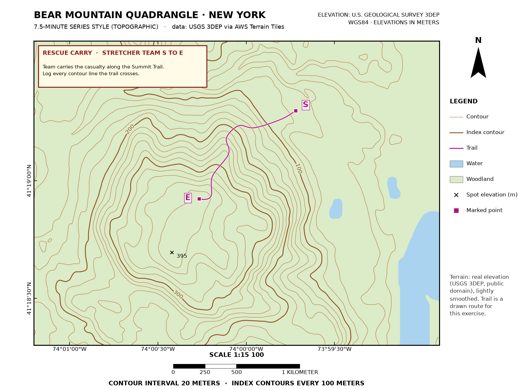 BEAR MOUNTAIN QUADRANGLE · NEW YORK
7.5-MINUTE SERIES STYLE (TOPOGRAPHIC) · data: USGS 3DEP via AWS Terrain Tiles
ELEVATION: U.S. GEOLOGICAL SURVEY 3DEP
WGS84 · ELEVATIONS IN METERS
RESCUE CARRY · STRETCHER TEAM S TO E
Team carries the casualty along the Summit Trail.
Log every contour line the trail crosses.
N
LEGEND
Contour
Index contour
Trail
Water
Woodland
Spot elevation (m)
Marked point
S
E
200
100
300
395
41°19'00"N
41°18'30"N
74°01'00"W
74°00'30"W
74°00'00"W
73°59'30"W
Terrain: real elevation
(USGS 3DEP, public
domain), lightly
smoothed. Trail is a
drawn route for
this exercise.
SCALE 1:15 100
0 250 500 1 KILOMETER
CONTOUR INTERVAL 20 METERS · INDEX CONTOURS EVERY 100 METERS